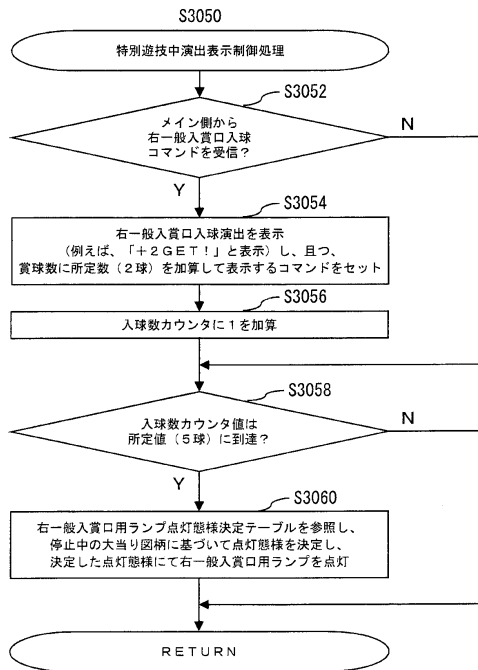 S3050
特別遊技中演出表示制御処理
S3052
メイン側から
右一般入賞口入球
コマンドを受信?
N
Y
S3054
右一般入賞口入球演出を表示
(例えば、「+2GET!」と表示)し、且つ、
賞球数に所定数(2球)を加算して表示するコマンドをセット
S3056
入球数カウンタに1を加算
S3058
入球数カウンタ値は
所定値(5球)に到達?
N
Y
S3060
右一般入賞口用ランプ点灯態様決定テーブルを参照し、
停止中の大当り図柄に基づいて点灯態様を決定し、
決定した点灯態様にて右一般入賞口用ランプを点灯
RETURN